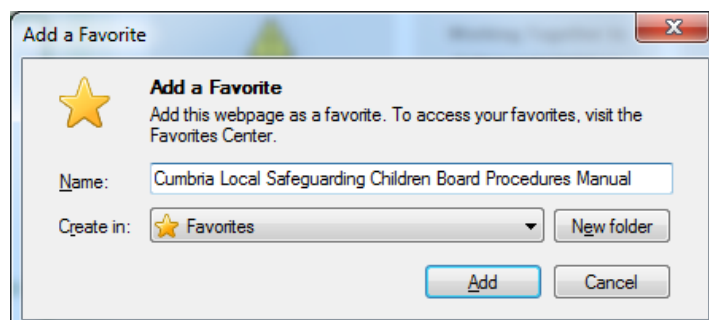 Add a Favorite
Add a Favorite
Add this webpage as a favorite. To access your favorites, visit the
Favorites Center.
Name: Cumbria Local Safeguarding Children Board Procedures Manual
Create in: Favorites New folder
Add Cancel